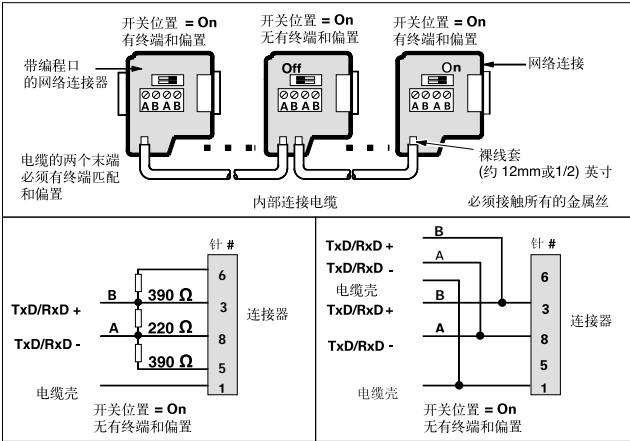 开关位置 = On
有终端和偏置
开关位置 = On
无有终端和偏置
开关位置 = On
有终端和偏置
带编程口
的网络连接器
Off
On
网络连接
A B A B
A B A B
A B A B
电缆的两个末端
必须有终端匹配
和偏置
内部连接电缆
裸线套
(约 12mm或1/2) 英寸
必须接触所有的金属丝
针 #
6
B
390 Ω
3
TxD/RxD +
连接器
A
220 Ω
8
TxD/RxD -
390 Ω
5
电缆壳
1
开关位置 = On
无有终端和偏置
B
针 #
TxD/RxD +
A
TxD/RxD -
6
电缆壳
B
3
TxD/RxD +
连接器
A
8
TxD/RxD -
5
电缆壳
1
开关位置 = On
无有终端和偏置